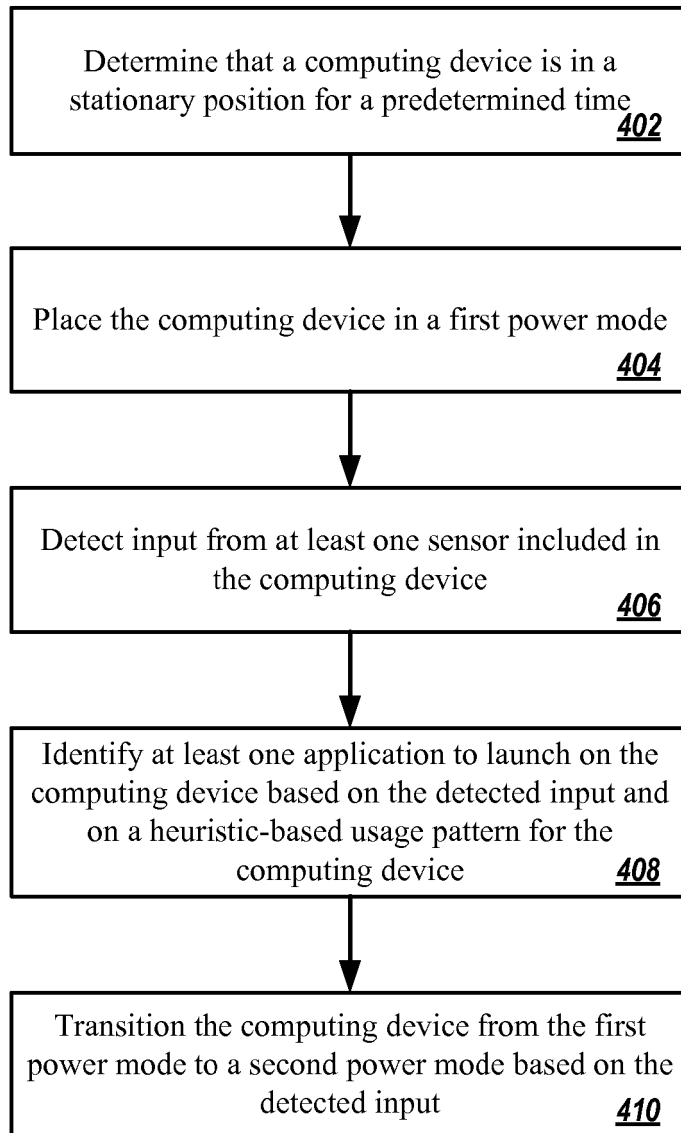 Determine that a computing device is in a
stationary position for a predetermined time
402
Place the computing device in a first power mode
404
Detect input from at least one sensor included in
the computing device
406
Identify at least one application to launch on the
computing device based on the detected input and
on a heuristic-based usage pattern for the
computing device
408
Transition the computing device from the first
power mode to a second power mode based on the
detected input
410